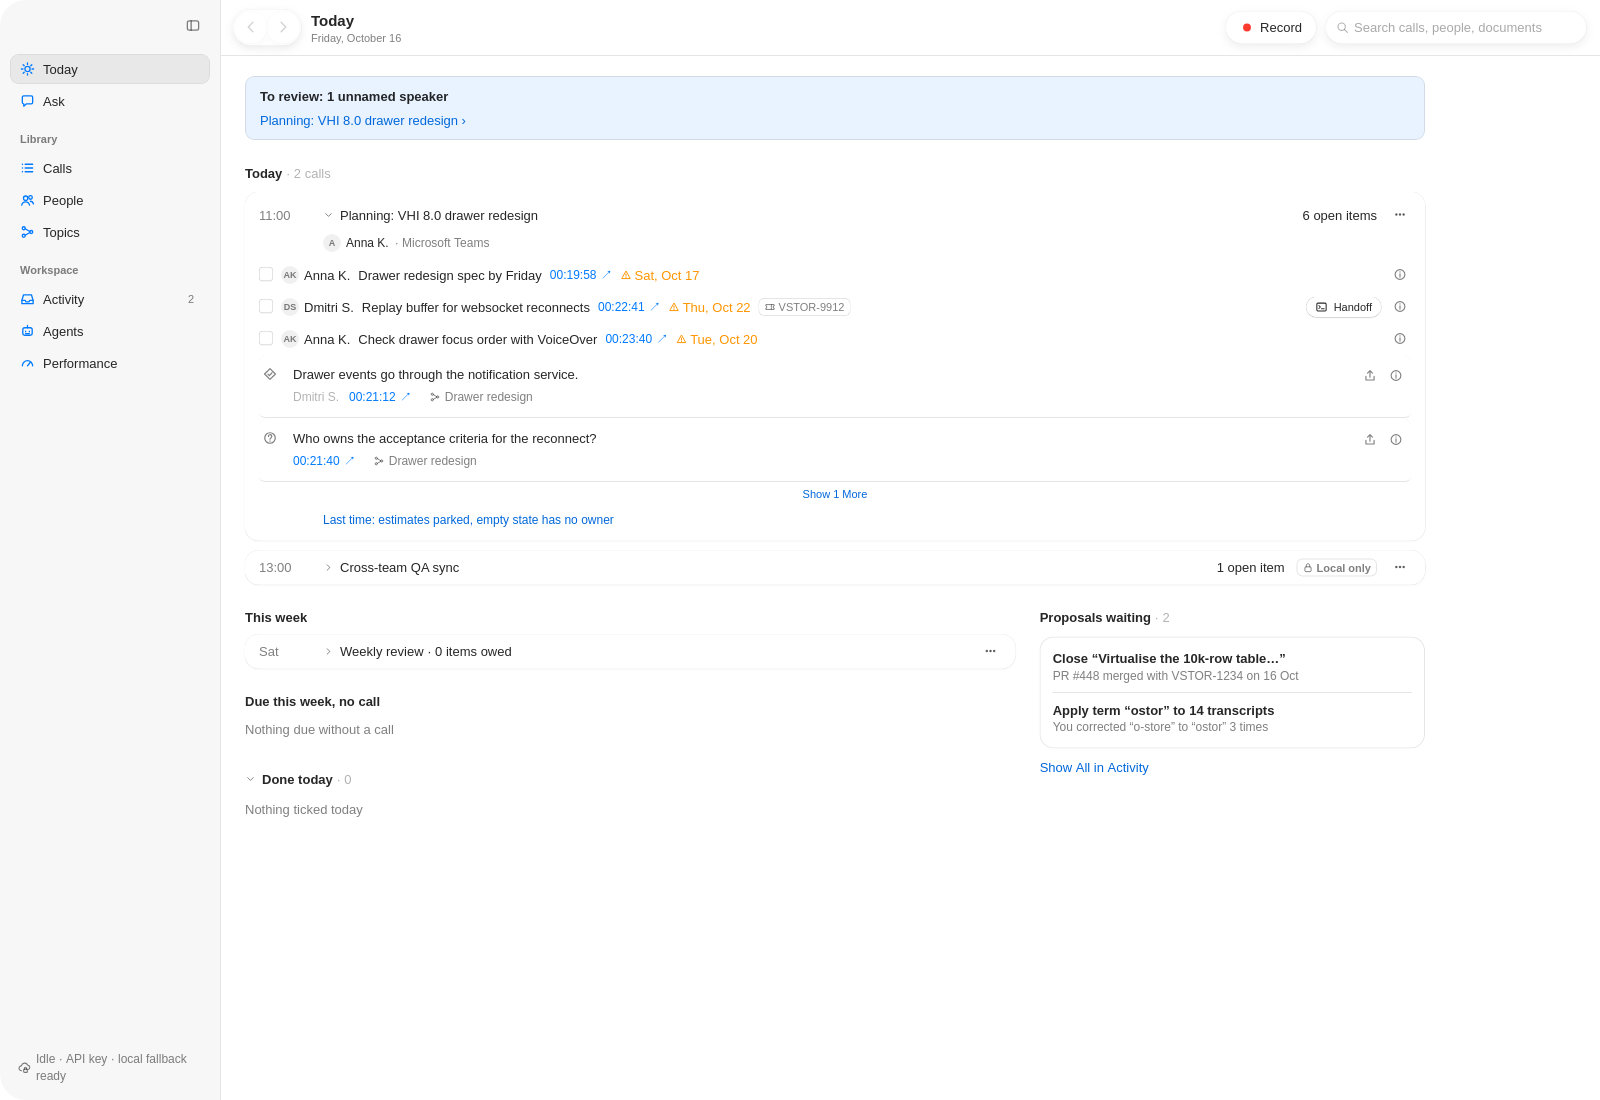 Today
Friday, October 16
Record
Search calls, people, documents
Today
Ask
Library
Calls
People
Topics
Workspace
Activity 2
Agents
Performance
Idle · API key · local fallback
ready
To review: 1 unnamed speaker
Planning: VHI 8.0 drawer redesign ›
Today · 2 calls
11:00 Planning: VHI 8.0 drawer redesign 6 open items
A Anna K. · Microsoft Teams
AK Anna K. Drawer redesign spec by Friday 00:19:58 ↗ Sat, Oct 17
DS Dmitri S. Replay buffer for websocket reconnects 00:22:41 ↗ Thu, Oct 22 VSTOR-9912 Handoff
AK Anna K. Check drawer focus order with VoiceOver 00:23:40 ↗ Tue, Oct 20
Drawer events go through the notification service.
Dmitri S. 00:21:12 ↗ Drawer redesign
Who owns the acceptance criteria for the reconnect?
00:21:40 ↗ Drawer redesign
Show 1 More
Last time: estimates parked, empty state has no owner
13:00 Cross-team QA sync 1 open item Local only
This week
Sat Weekly review · 0 items owed
Due this week, no call
Nothing due without a call
Done today · 0
Nothing ticked today
Proposals waiting · 2
Close “Virtualise the 10k-row table…”
PR #448 merged with VSTOR-1234 on 16 Oct
Apply term “ostor” to 14 transcripts
You corrected “o-store” to “ostor” 3 times
Show All in Activity